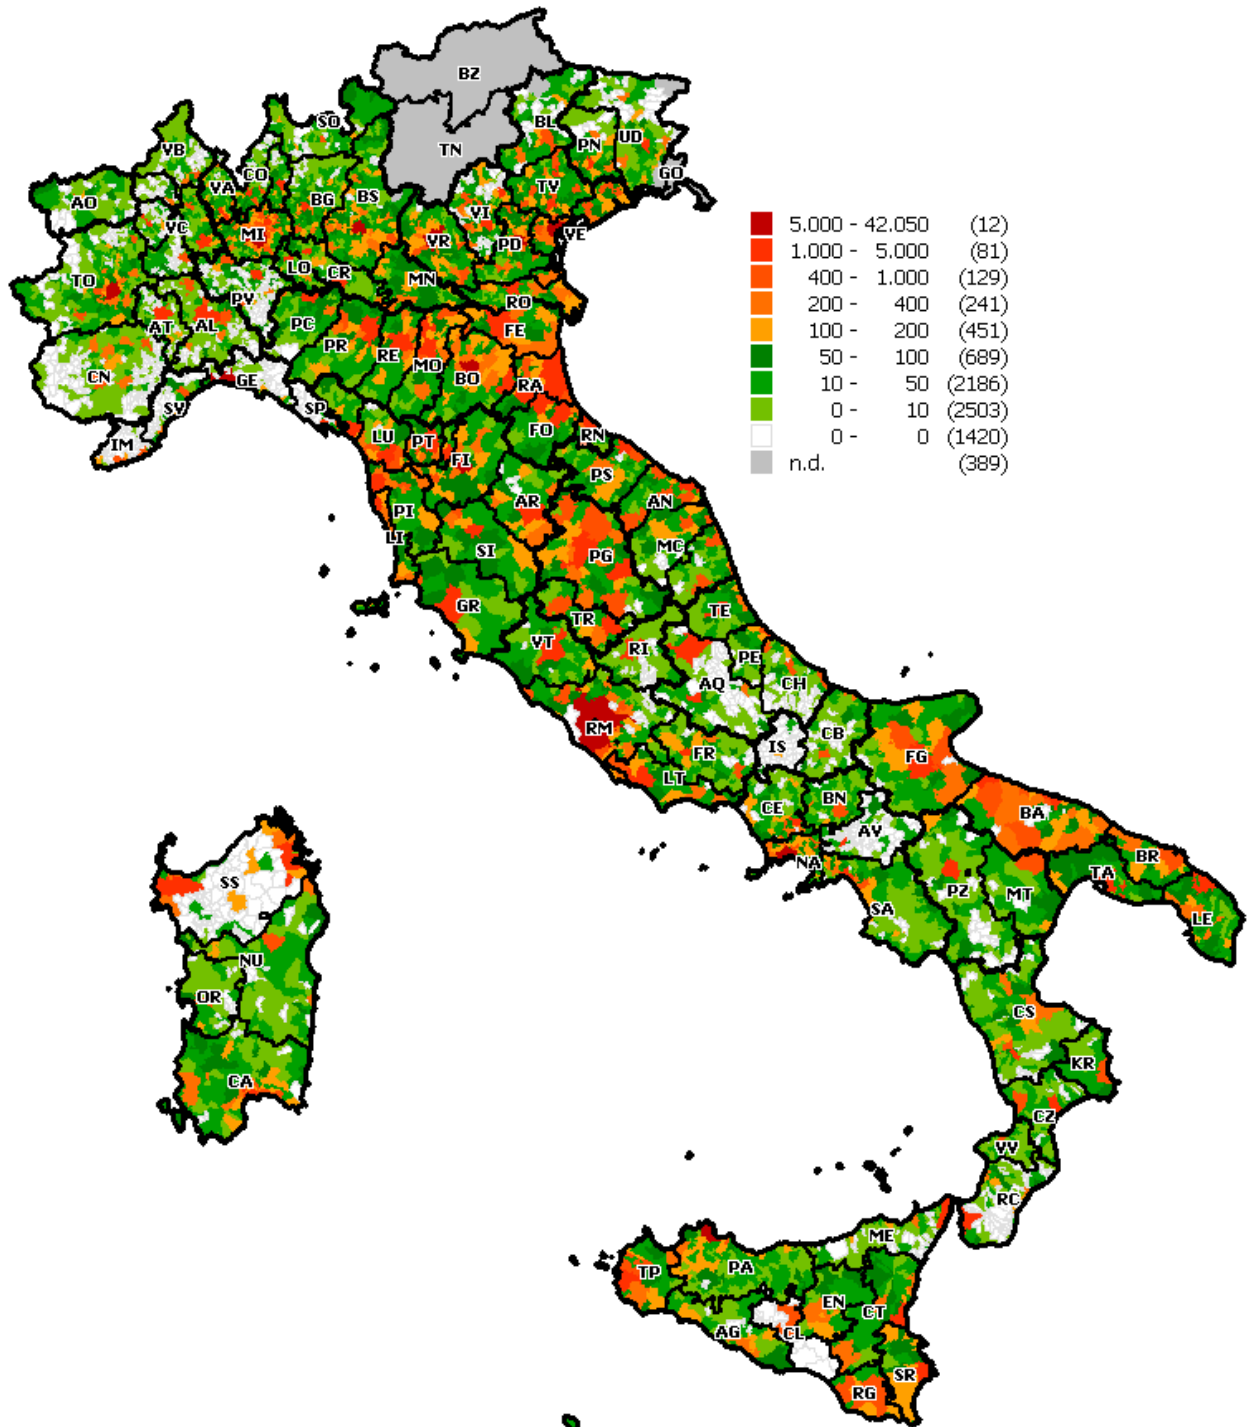 BZ
SO
BL
VB
TN
PN
UD
CO
GO
VA
AO
BG
BS
TV
VI
VC
MI
VR
PD
VE
5.000 - 42.050 (12)
1.000 - 5.000 (81)
400 - 1.000 (129)
200 - 400 (241)
100 - 200 (451)
50 - 100 (689)
10 - 50 (2186)
0 - 10 (2503)
0 - 0 (1420)
n.d. (389)
TO
LO
CR
MN
PV
RO
AT
AL
PC
FE
PR
RE
MO
BO
CN
GE
RA
SV
SP
IM
LU
PT
FO
RN
FI
PS
AR
AN
PI
LI
SI
MC
PG
GR
TE
TR
VT
RI
PE
AQ
CH
RM
IS
CB
FR
FG
LT
CE
BN
BA
AV
NA
BR
SS
TA
PZ
MT
SA
LE
NU
OR
CS
CA
KR
CZ
VV
RC
ME
TP
PA
EN
CT
AG
CL
SR
RG